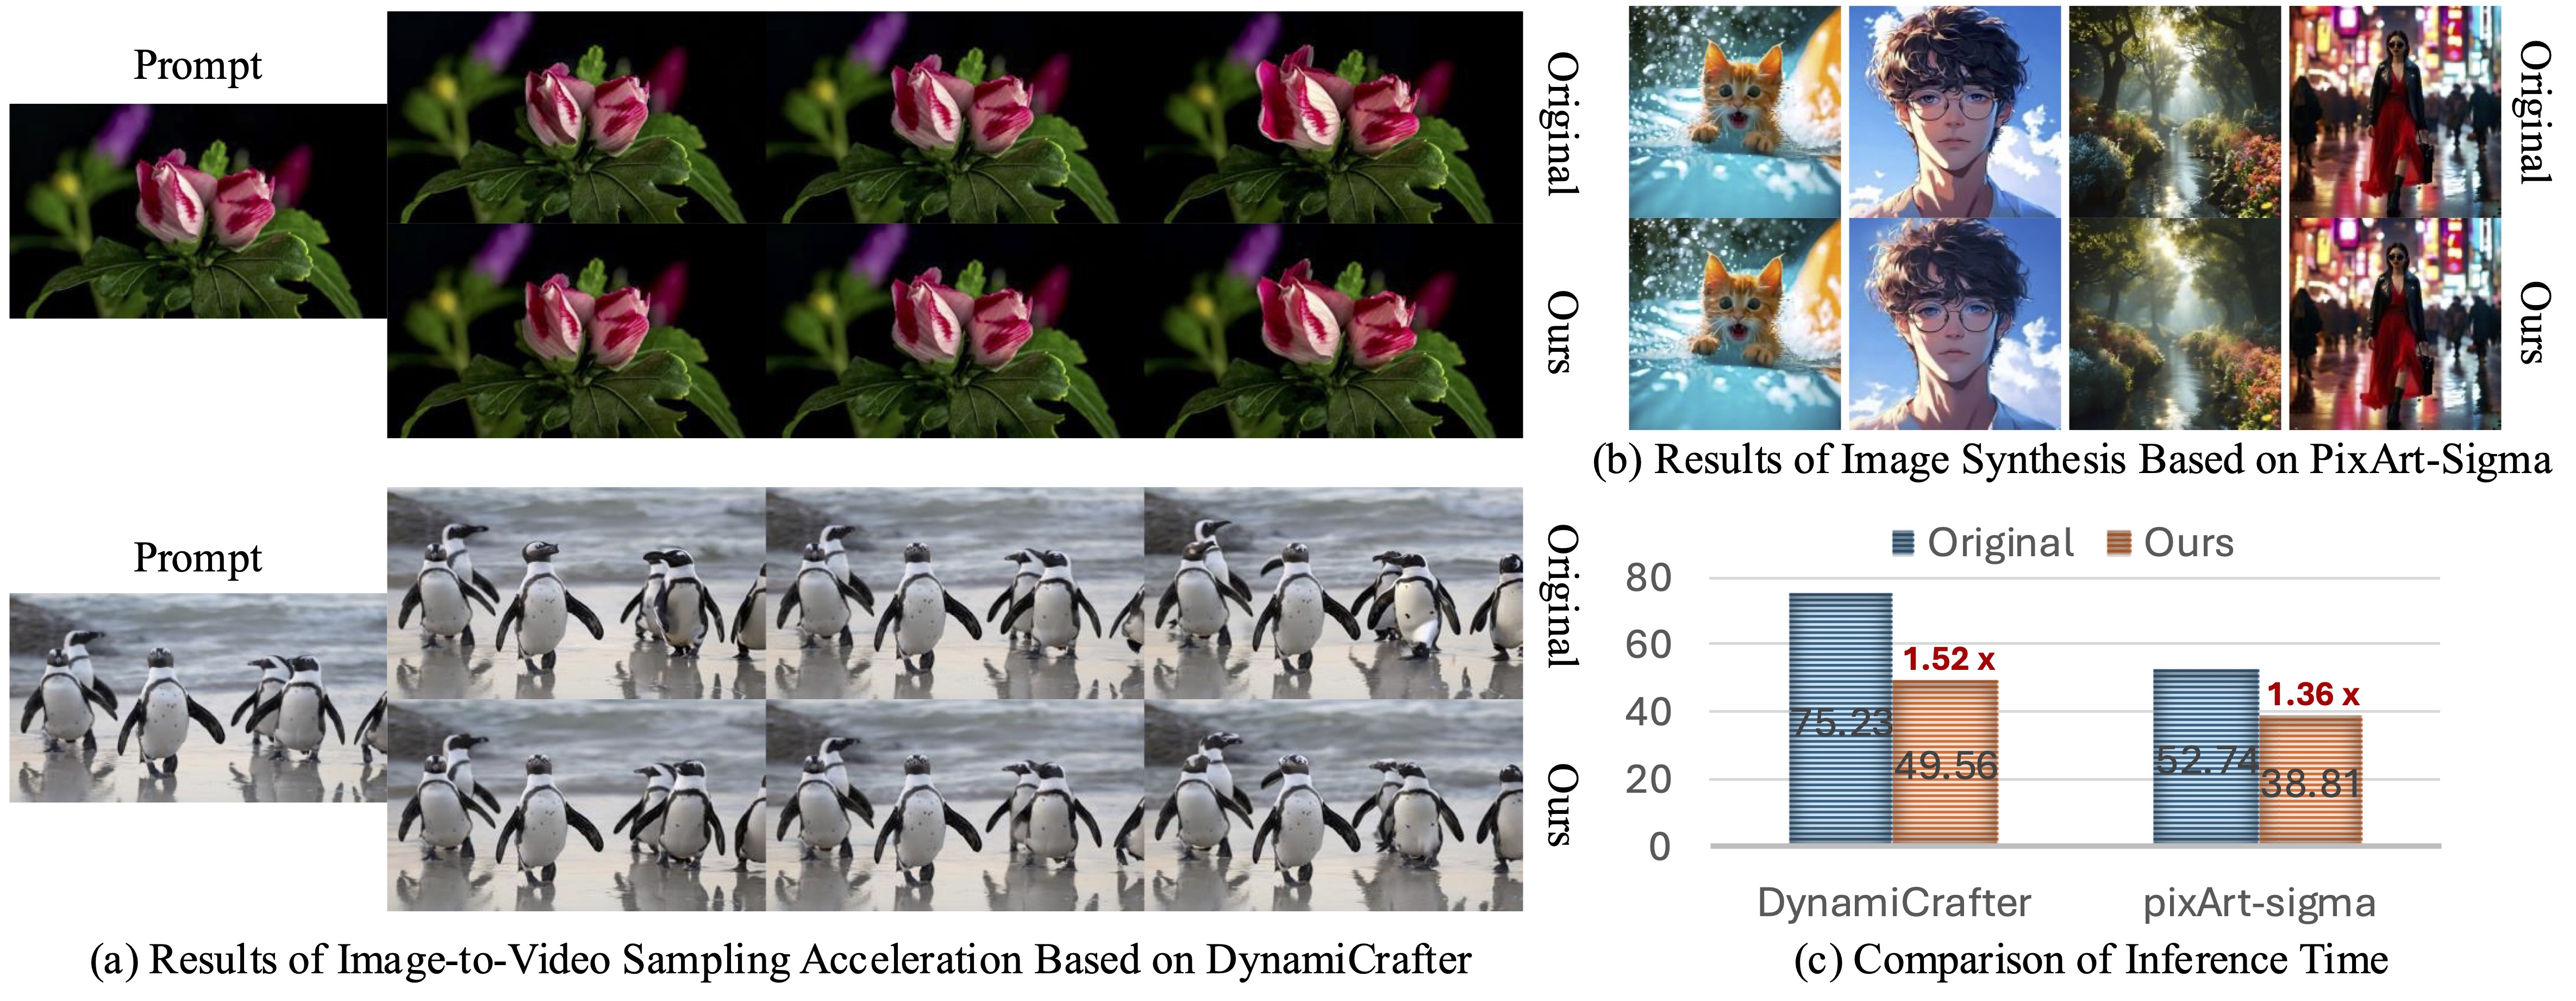 Prompt
Original
Ours
Prompt
Original
Ours
(a) Results of Image-to-Video Sampling Acceleration Based on DynamiCrafter
Original
Ours
(b) Results of Image Synthesis Based on PixArt-Sigma
Original Ours
80
60
40
20
0
1.52 x
1.36 x
75.23
49.56
52.74
38.81
DynamiCrafter pixArt-sigma
(c) Comparison of Inference Time